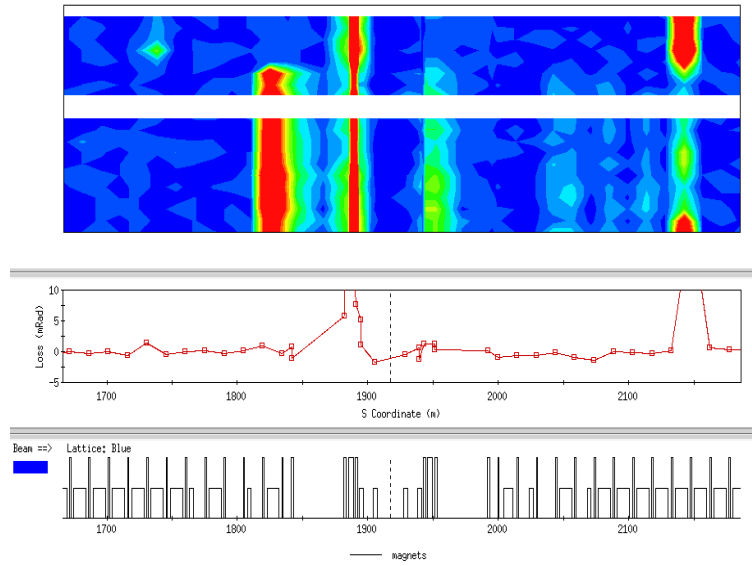 10
5
0
-5
Loss (mRad)
1700 1800 1900 2000 2100
S Coordinate (m)
Beam ==> Lattice: Blue
1700 1800 1900 2000 2100
magnets